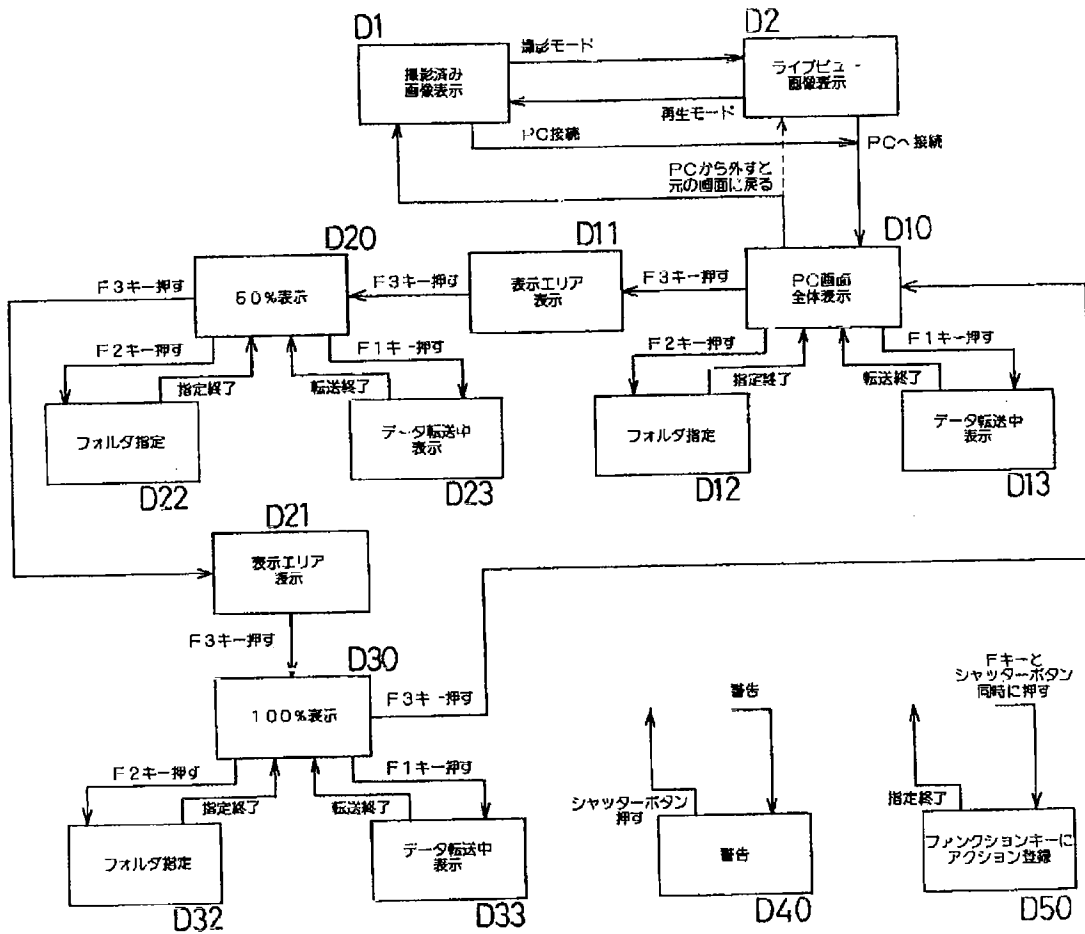 D1
D2
撮影モード
撮影済み
画像表示
ライブビュー
画像表示
再生モード
PC接続
PCへ接続
PCから外すと
元の画面に戻る
D20
D11
D10
F3キー押す
50%表示
F3キー押す
表示エリア
表示
F3キー押す
PC画面
全体表示
F2キー押す
F1キー押す
指定終了
転送終了
F2キー押す
F1キー押す
指定終了
転送終了
フォルダ指定
データ転送中
表示
フォルダ指定
データ転送中
表示
D22
D23
D12
D13
D21
表示エリア
表示
F3キー押す
D30
100%表示
F3キー押す
F2キー押す
F1キー押す
指定終了
転送終了
フォルダ指定
データ転送中
表示
D32
D33
警告
シャッターボタン
押す
警告
D40
Fキーと
シャッターボタン
同時に押す
指定終了
ファンクションキーに
アクション登録
D50